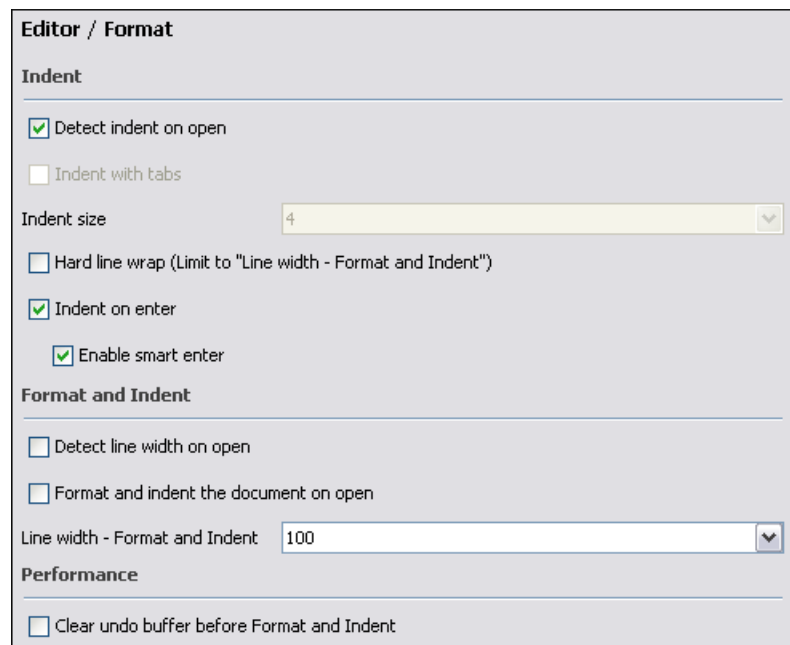 Editor / Format
Indent
Detect indent on open
Indent with tabs
Indent size 4
Hard line wrap (Limit to "Line width - Format and Indent")
Indent on enter
Enable smart enter
Format and Indent
Detect line width on open
Format and indent the document on open
Line width - Format and Indent 100
Performance
Clear undo buffer before Format and Indent